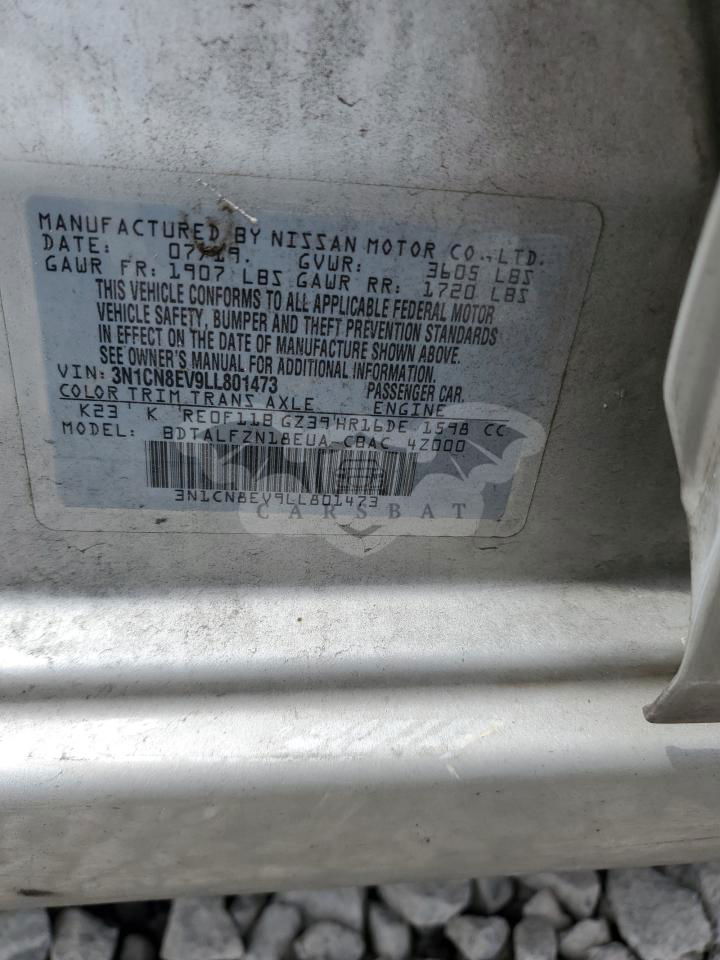 MANUFACTURED BY NISSAN MOTOR CO.,LTD.
DATE: 07/19. GVWR: 3605 LBS
GAWR FR: 1907 LBS GAWR RR: 1720 LBS
THIS VEHICLE CONFORMS TO ALL APPLICABLE FEDERAL MOTOR
VEHICLE SAFETY, BUMPER AND THEFT PREVENTION STANDARDS
IN EFFECT ON THE DATE OF MANUFACTURE SHOWN ABOVE.
SEE OWNER'S MANUAL FOR ADDITIONAL INFORMATION.
VIN: 3N1CN8EV9LL801473 PASSENGER CAR.
COLOR TRIM TRANS AXLE ENGINE
K23 K RE0F11B GZ39 HR16DE 1598 CC
MODEL: BDTALFZN18EUA-CBAC 4Z000
3N1CN8EV9LL801473
CARSBAT